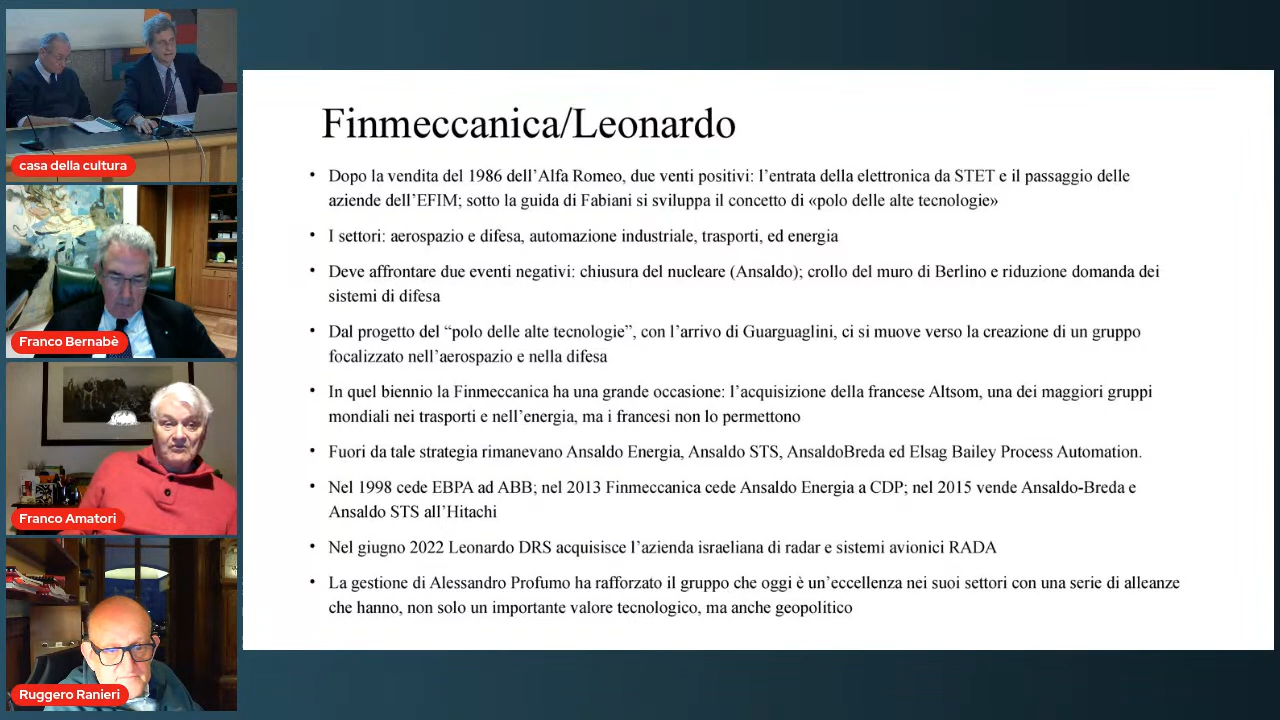 casa della cultura
Franco Bernabè
Franco Amatori
Ruggero Ranieri
Finmeccanica/Leonardo
• Dopo la vendita del 1986 dell’Alfa Romeo, due venti positivi: l’entrata della elettronica da STET e il passaggio delle
aziende dell’EFIM; sotto la guida di Fabiani si sviluppa il concetto di «polo delle alte tecnologie»
• I settori: aerospazio e difesa, automazione industriale, trasporti, ed energia
• Deve affrontare due eventi negativi: chiusura del nucleare (Ansaldo); crollo del muro di Berlino e riduzione domanda dei
sistemi di difesa
• Dal progetto del “polo delle alte tecnologie”, con l’arrivo di Guarguaglini, ci si muove verso la creazione di un gruppo
focalizzato nell’aerospazio e nella difesa
• In quel biennio la Finmeccanica ha una grande occasione: l’acquisizione della francese Altsom, una dei maggiori gruppi
mondiali nei trasporti e nell’energia, ma i francesi non lo permettono
• Fuori da tale strategia rimanevano Ansaldo Energia, Ansaldo STS, AnsaldoBreda ed Elsag Bailey Process Automation.
• Nel 1998 cede EBPA ad ABB; nel 2013 Finmeccanica cede Ansaldo Energia a CDP; nel 2015 vende Ansaldo-Breda e
Ansaldo STS all’Hitachi
• Nel giugno 2022 Leonardo DRS acquisisce l’azienda israeliana di radar e sistemi avionici RADA
• La gestione di Alessandro Profumo ha rafforzato il gruppo che oggi è un’eccellenza nei suoi settori con una serie di alleanze
che hanno, non solo un importante valore tecnologico, ma anche geopolitico